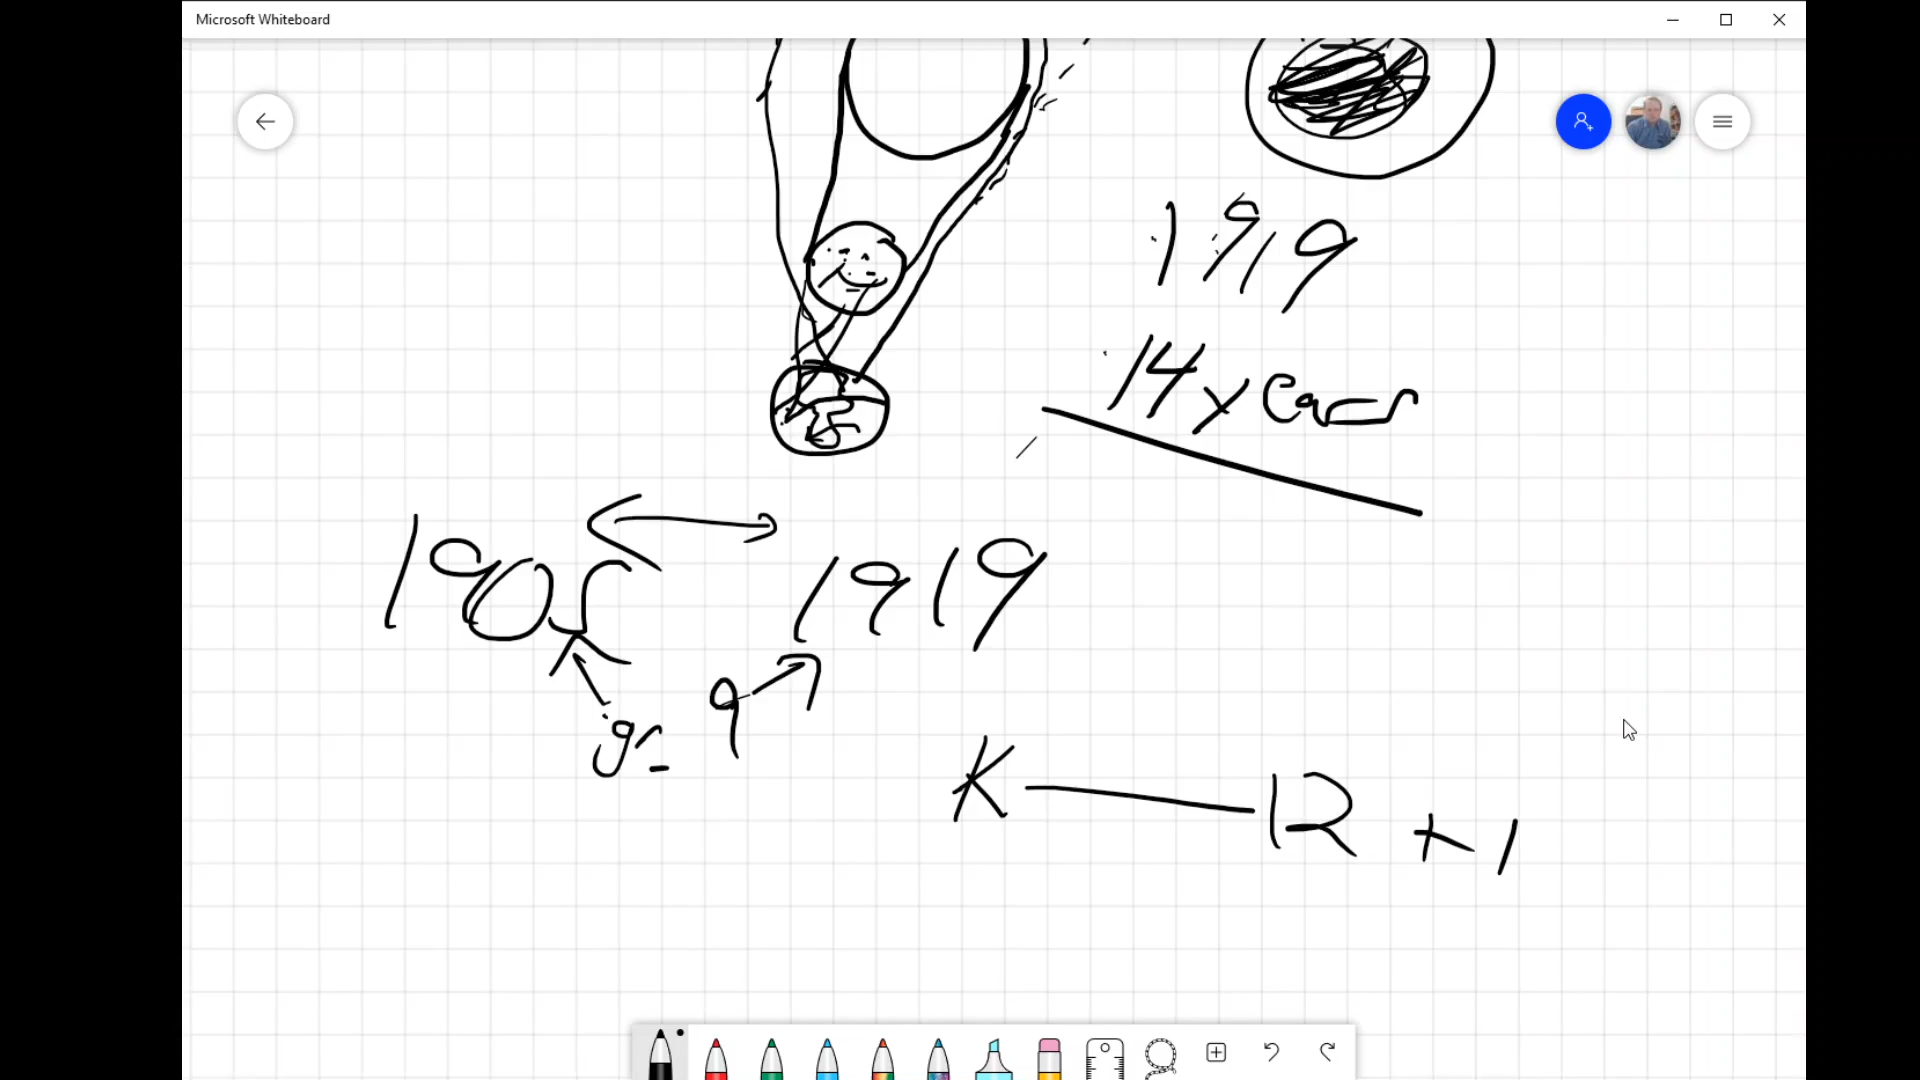 Microsoft Whiteboard
1919
14 years
1905 1919
9
K — 12 +1